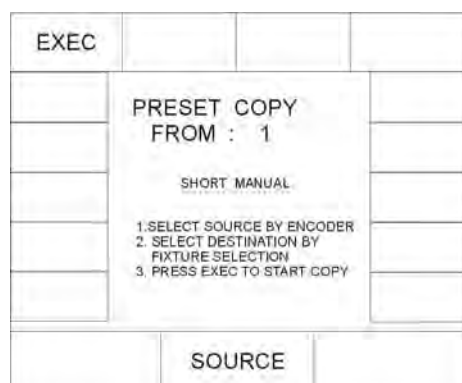 EXEC
PRESET COPY
FROM : 1
SHORT MANUAL
1.SELECT SOURCE BY ENCODER
2. SELECT DESTINATION BY
FIXTURE SELECTION
3. PRESS EXEC TO START COPY
SOURCE